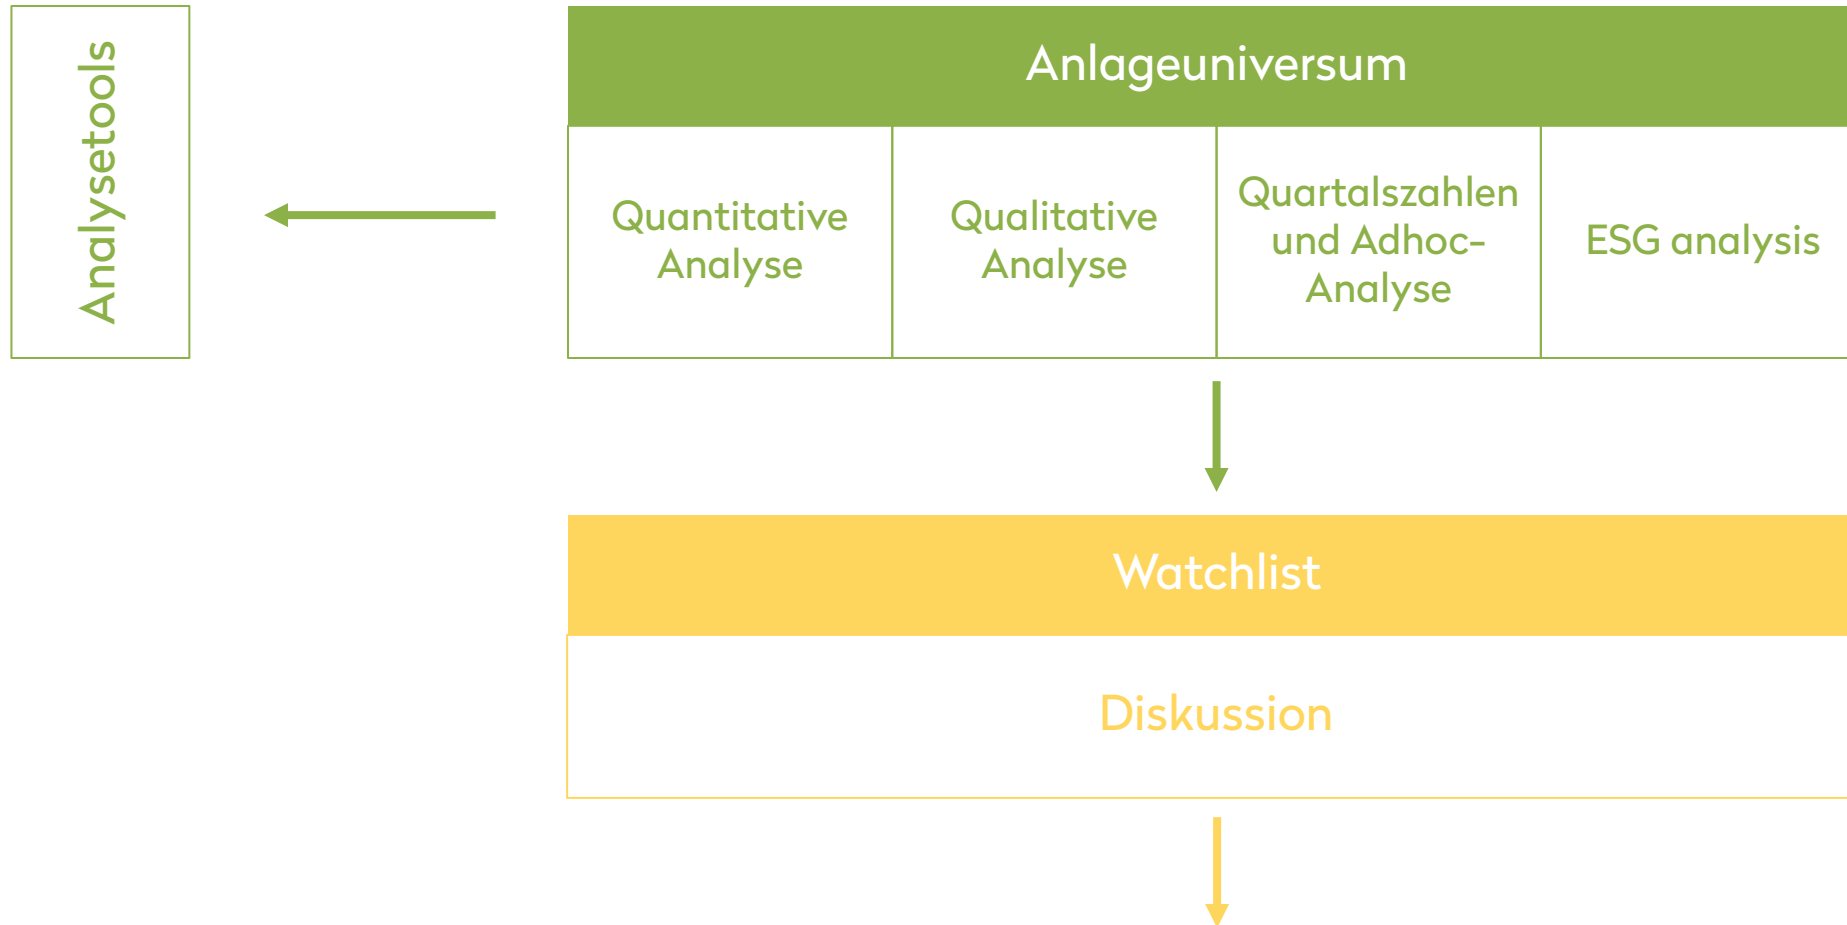 Analysetools
Anlageuniversum
Quantitative
Analyse
Qualitative
Analyse
Quartalszahlen
und Adhoc-
Analyse
ESG analysis
Watchlist
Diskussion